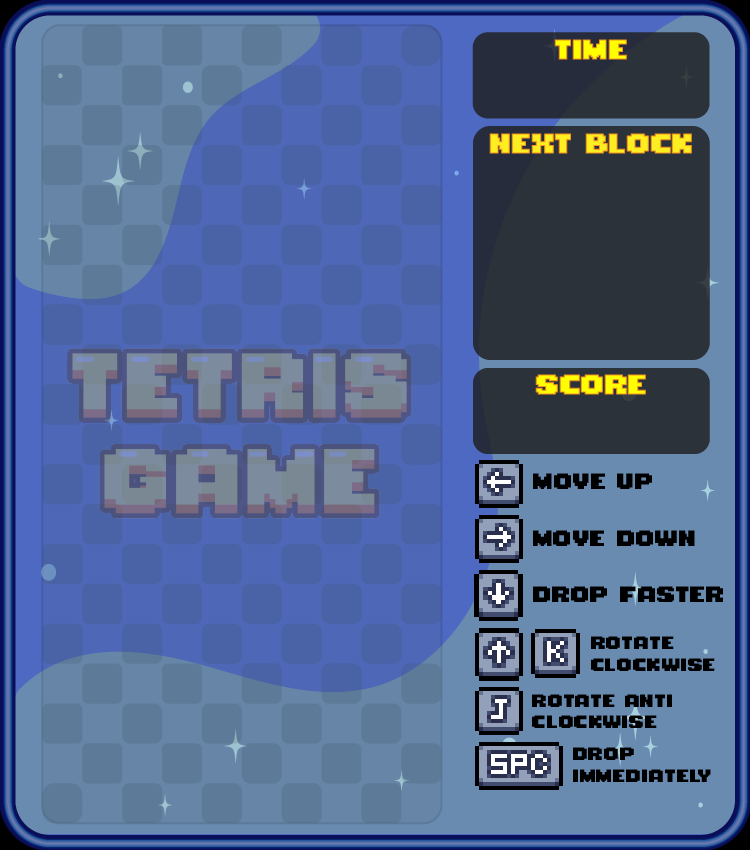 TIME
NEXT BLOCK
TETRIS
GAME
SCORE
MOVE UP
MOVE DOWN
DROP FASTER
K ROTATE
CLOCKWISE
J ROTATE ANTI
CLOCKWISE
SPC DROP
IMMEDIATELY